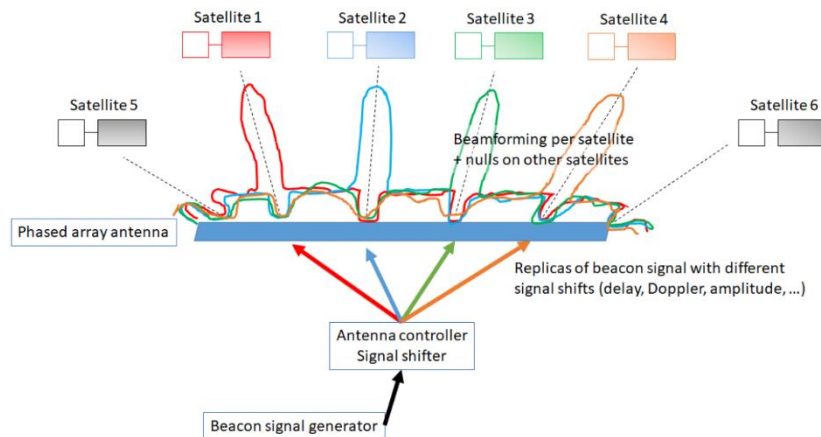 Satellite 1
Satellite 2
Satellite 3
Satellite 4
Satellite 5
Satellite 6
Beamforming per satellite
+ nulls on other satellites
Phased array antenna
Replicas of beacon signal with different
signal shifts (delay, Doppler, amplitude, ...)
Antenna controller
Signal shifter
Beacon signal generator